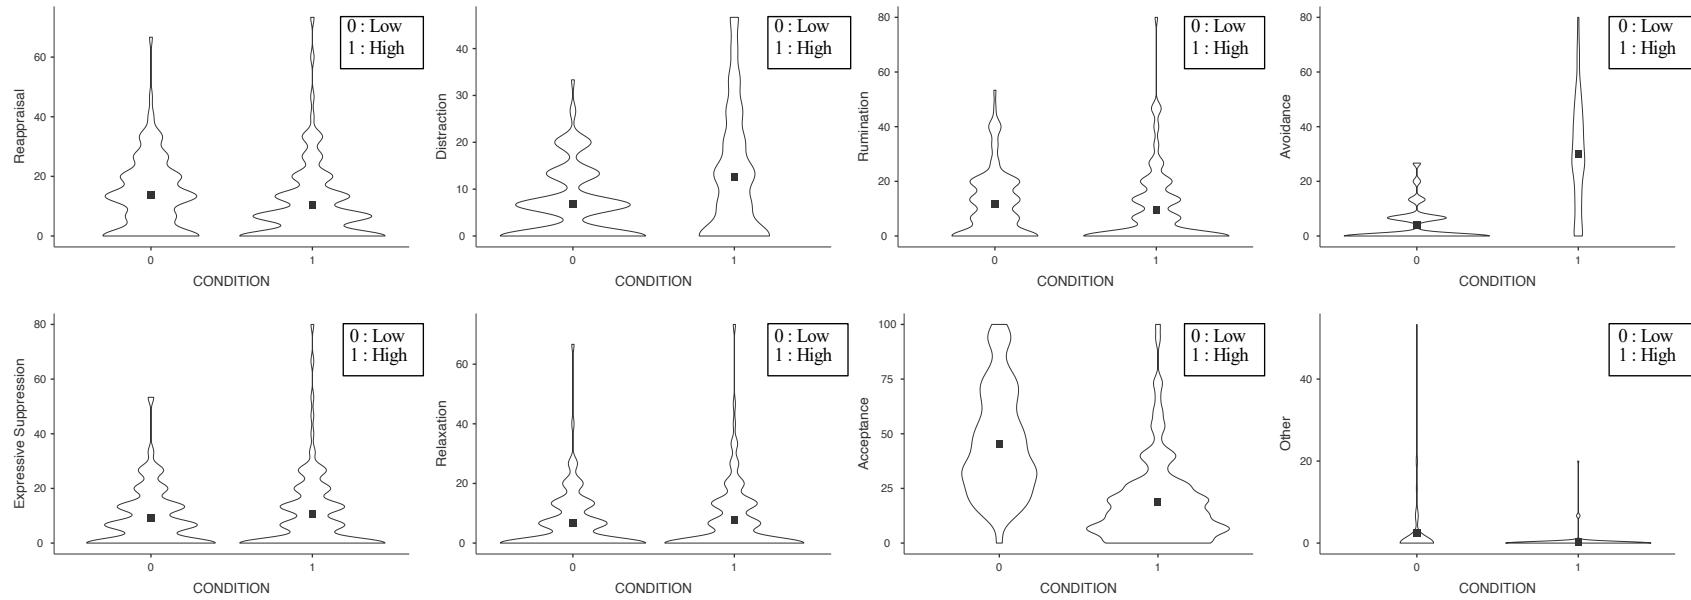 0 : Low
1 : High
60
40
20
0
Reappraisal
0
1
CONDITION
0 : Low
1 : High
40
30
20
10
0
Distraction
0
1
CONDITION
0 : Low
1 : High
80
60
40
20
0
Rumination
0
1
CONDITION
0 : Low
1 : High
80
60
40
20
0
Avoidance
0
1
CONDITION
0 : Low
1 : High
80
60
40
20
0
Expressive Suppression
0
1
CONDITION
0 : Low
1 : High
60
40
20
0
Relaxation
0
1
CONDITION
0 : Low
1 : High
100
75
50
25
0
Acceptance
0
1
CONDITION
0 : Low
1 : High
40
20
0
Other
0
1
CONDITION